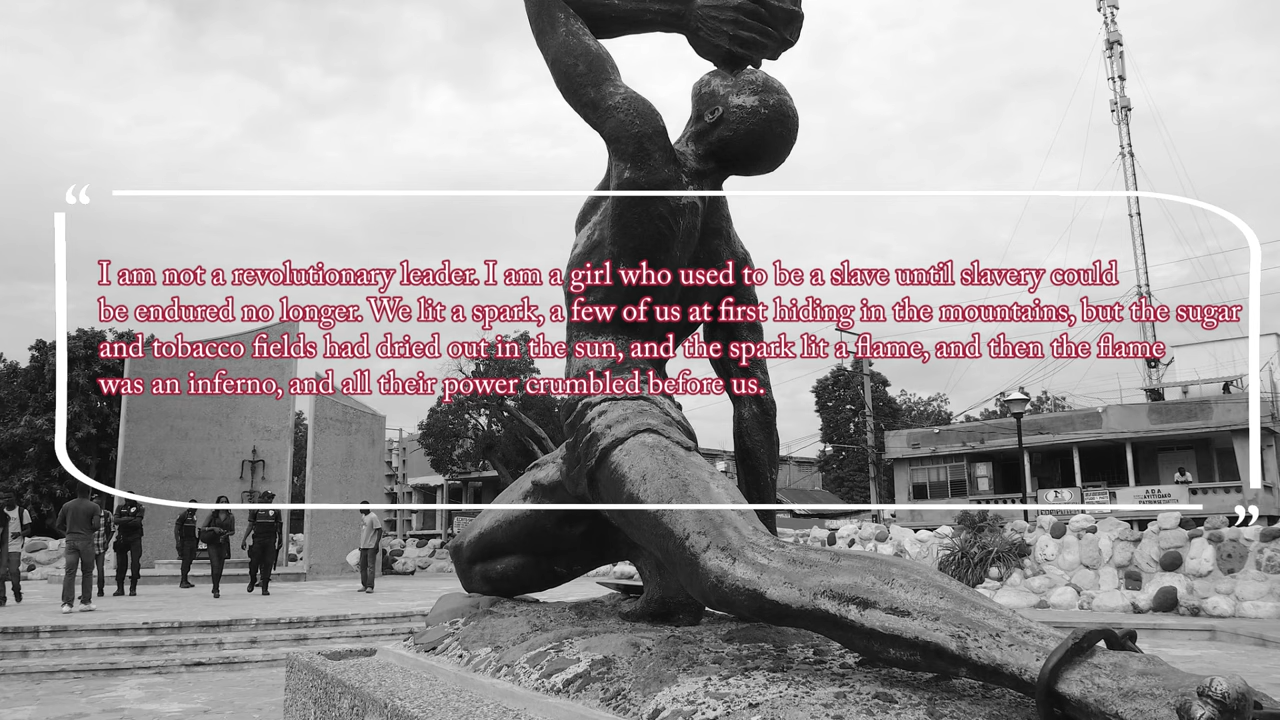 “
I am not a revolutionary leader. I am a girl who used to be a slave until slavery could
be endured no longer. We lit a spark, a few of us at first hiding in the mountains, but the sugar
and tobacco fields had dried out in the sun, and the spark lit a flame, and then the flame
was an inferno, and all their power crumbled before us.
”